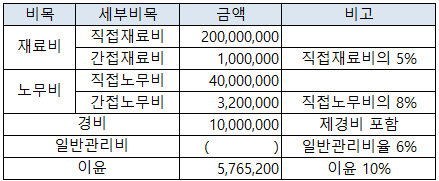 비목 세부비목 금액 비고
재료비 직접재료비 200,000,000
간접재료비 1,000,000 직접재료비의 5%
노무비 직접노무비 40,000,000
간접노무비 3,200,000 직접노무비의 8%
경비 10,000,000 제경비 포함
일반관리비 ( ) 일반관리비율 6%
이윤 5,765,200 이윤 10%